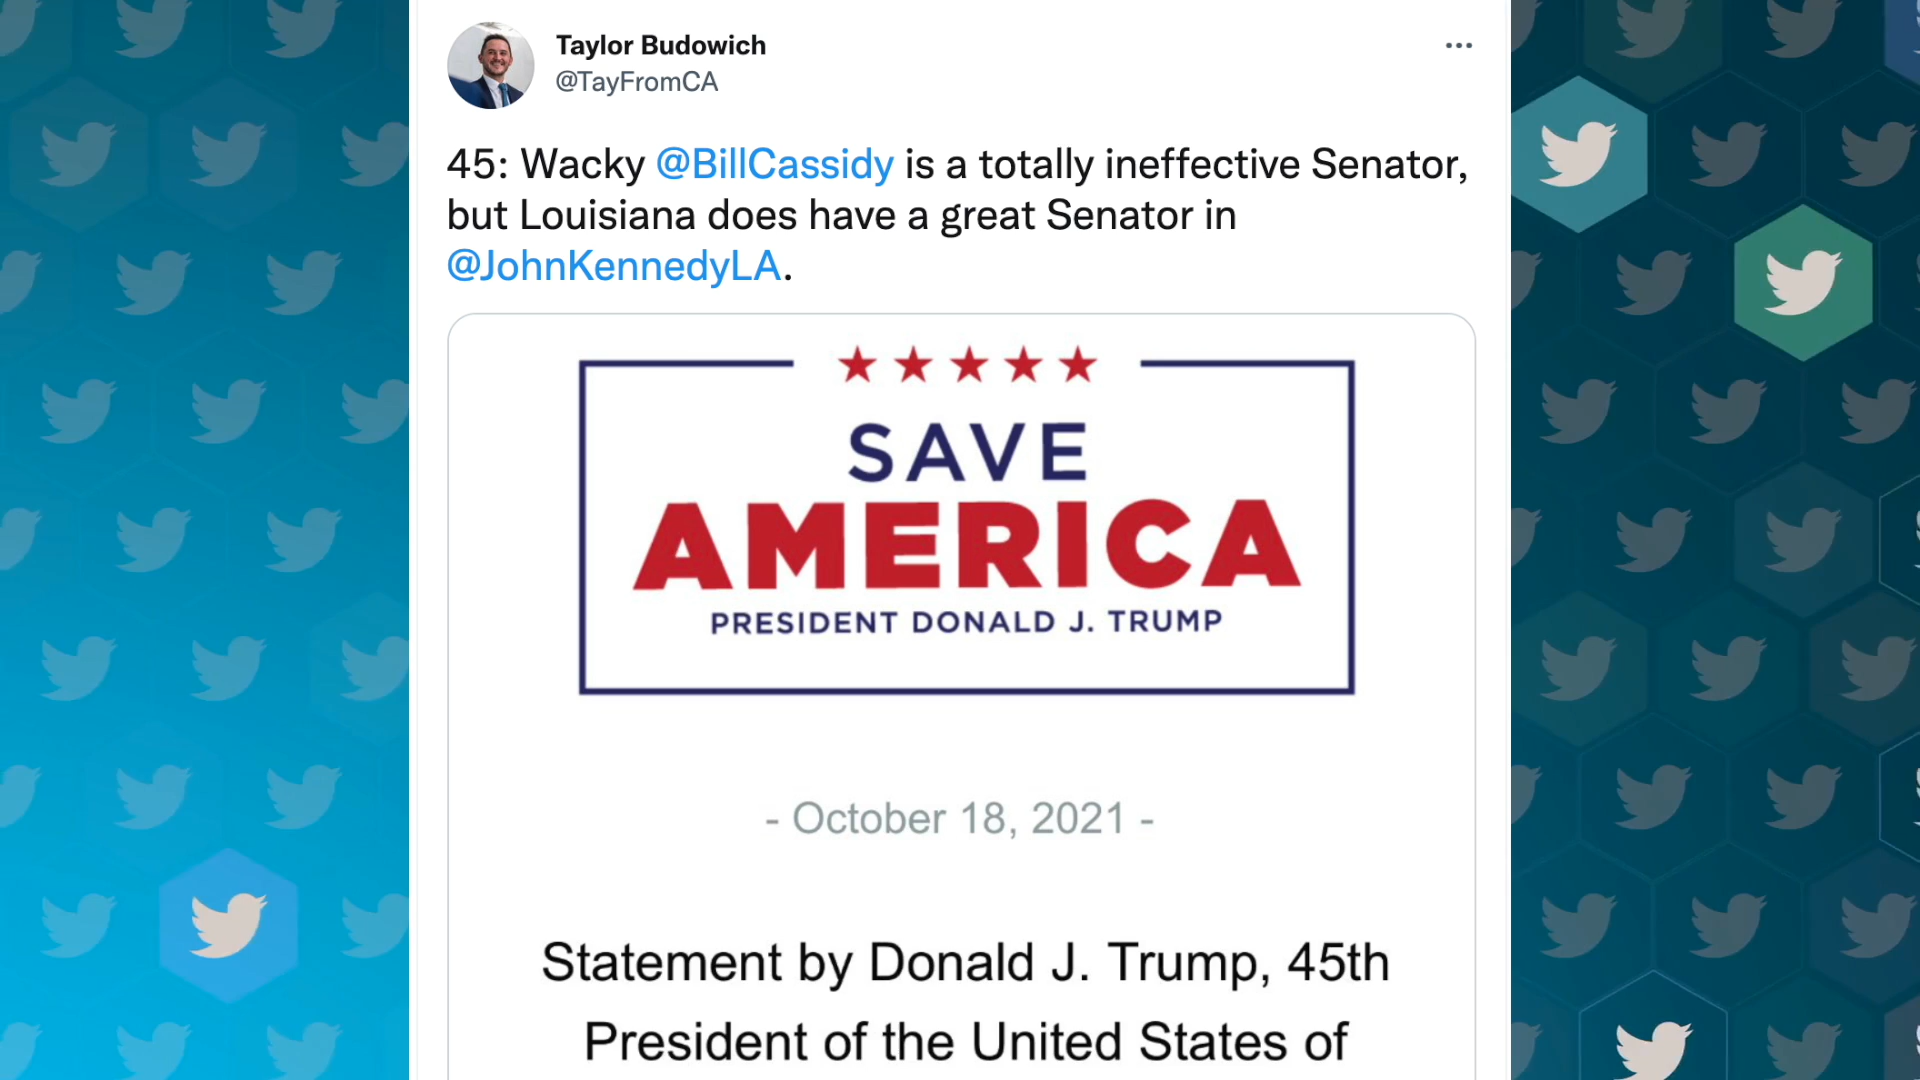 Taylor Budowich
@TayFromCA
45: Wacky @BillCassidy is a totally ineffective Senator,
but Louisiana does have a great Senator in
@JohnKennedyLA.
SAVE
AMERICA
PRESIDENT DONALD J. TRUMP
- October 18, 2021 -
Statement by Donald J. Trump, 45th
President of the United States of